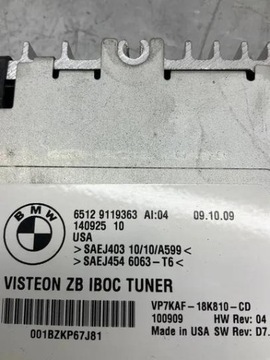 BMW
6512 9119363 AI:04 09.10.09
140925 10
USA
>SAEJ403 10/10/A599<
>SAEJ454 6063-T6<
VISTEON ZB IBOC TUNER
VP7KAF-18K810-CD
100909 HW Rev: 04
001BZKP67J81 Made in USA SW Rev: D7.